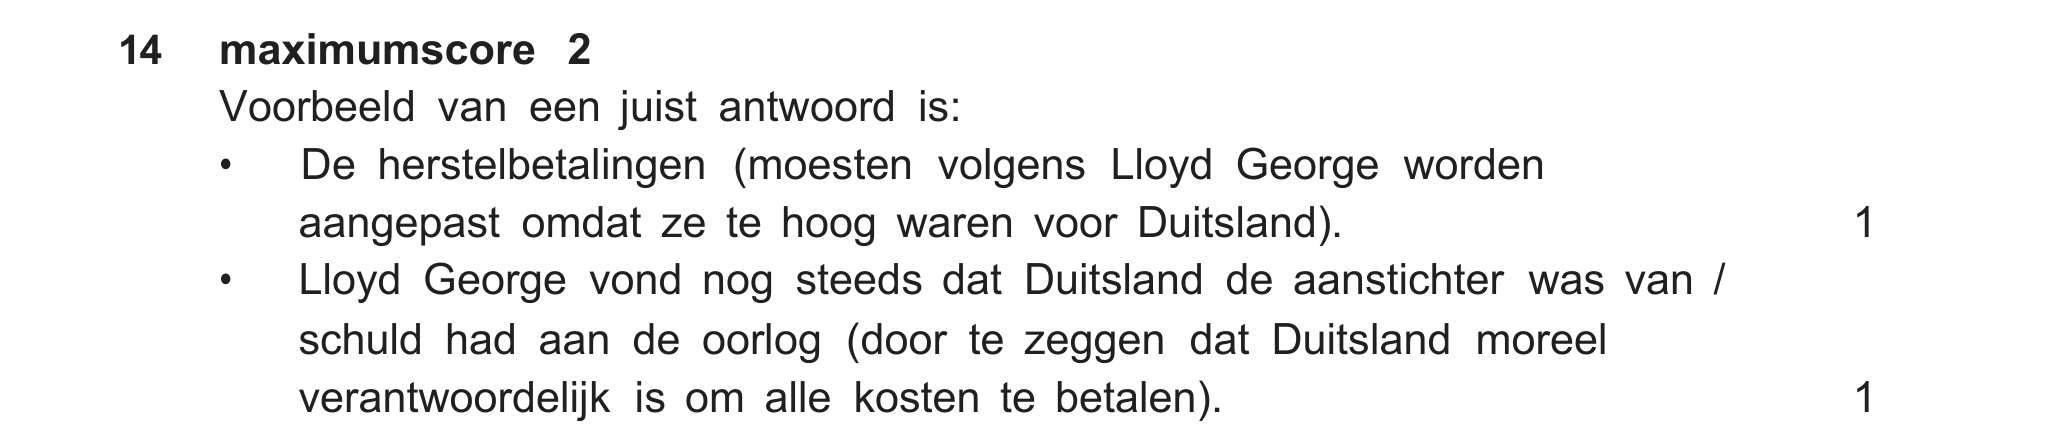 14 maximumscore 2
Voorbeeld van een juist antwoord is:
• De herstelbetalingen (moesten volgens Lloyd George worden
aangepast omdat ze te hoog waren voor Duitsland). 1
• Lloyd George vond nog steeds dat Duitsland de aanstichter was van /
schuld had aan de oorlog (door te zeggen dat Duitsland moreel
verantwoordelijk is om alle kosten te betalen). 1